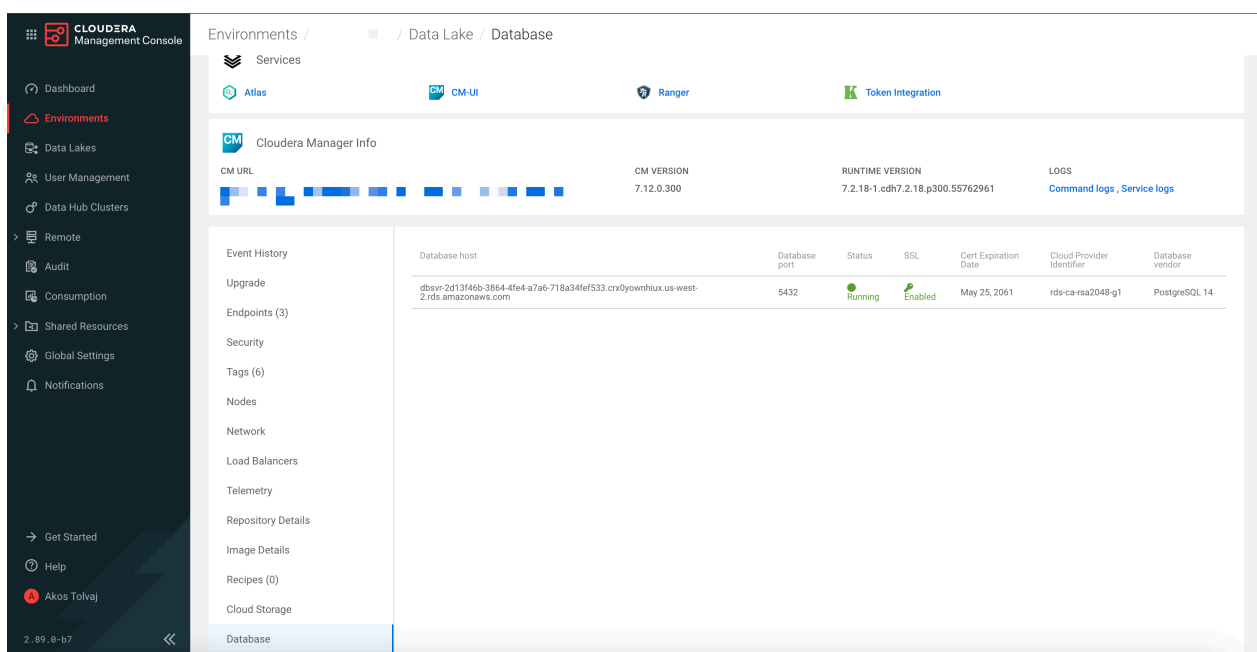 CLOUDERA
Management Console
Dashboard
Environments
Data Lakes
User Management
Data Hub Clusters
Remote
Audit
Consumption
Shared Resources
Global Settings
Notifications
Get Started
Help
A Akos Tolvaj
2.89.0-b7
Environments / / Data Lake / Database
Services
Atlas
CM CM-UI
Ranger
K Token Integration
CM Cloudera Manager Info
CM URL
CM VERSION
7.12.0.300
RUNTIME VERSION
7.2.18-1.cdh7.2.18.p300.55762961
LOGS
Command logs , Service logs
Event History
Upgrade
Endpoints (3)
Security
Tags (6)
Nodes
Network
Load Balancers
Telemetry
Repository Details
Image Details
Recipes (0)
Cloud Storage
Database
Database host
Database
port
Status
SSL
Cert Expiration
Date
Cloud Provider
Identifier
Database
vendor
dbsvr-2d13f46b-3864-4fe4-a7a6-718a34fef533.crx0yownhiux.us-west-
2.rds.amazonaws.com
5432
Running
Enabled
May 25, 2061
rds-ca-rsa2048-g1
PostgreSQL 14